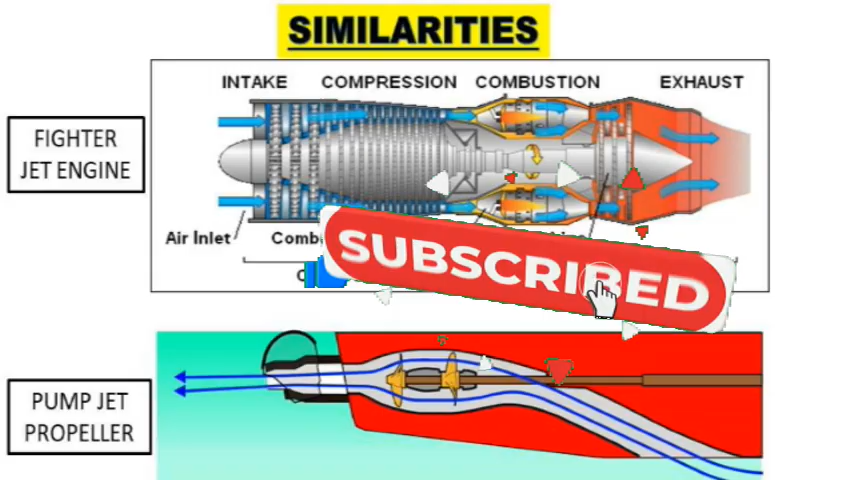 SIMILARITIES
INTAKE COMPRESSION COMBUSTION EXHAUST
FIGHTER
JET ENGINE
Air Inlet
SUBSCRIBED
PUMP JET
PROPELLER